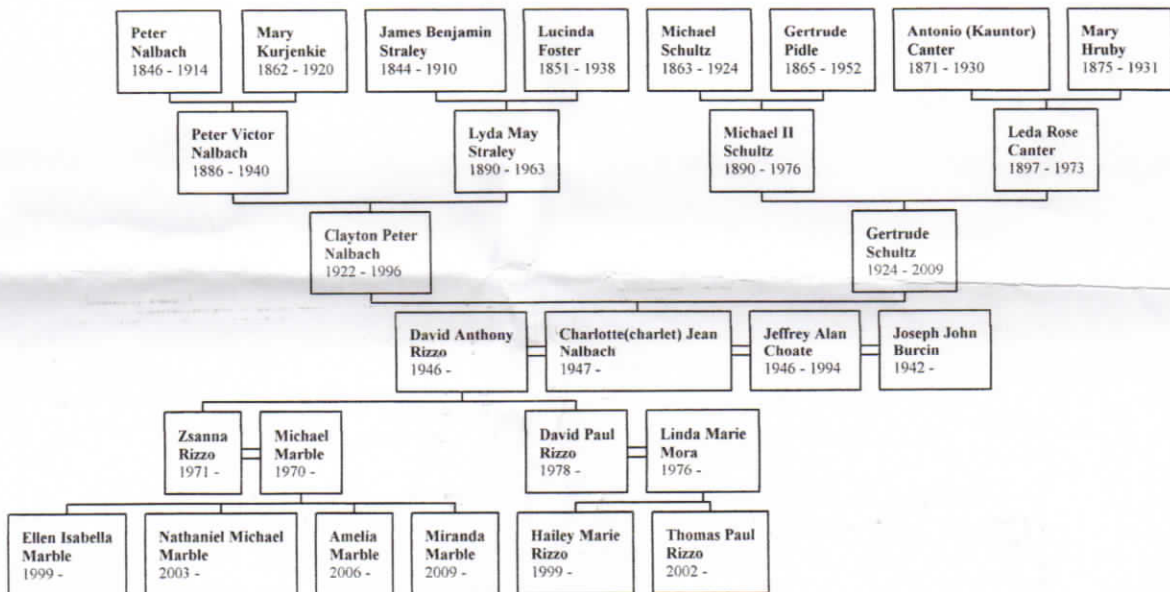 Peter
Nalbach
1846 - 1914
Mary
Kurjenkie
1862 - 1920
James Benjamin
Straley
1844 - 1910
Lucinda
Foster
1851 - 1938
Michael
Schultz
1863 - 1924
Gertrude
Pidle
1865 - 1952
Antonio (Kauntor)
Canter
1871 - 1930
Mary
Hruby
1875 - 1931
Peter Victor
Nalbach
1886 - 1940
Lyda May
Straley
1890 - 1963
Michael II
Schultz
1890 - 1976
Leda Rose
Canter
1897 - 1973
Clayton Peter
Nalbach
1922 - 1996
Gertrude
Schultz
1924 - 2009
David Anthony
Rizzo
1946 -
Charlotte(charlet) Jean
Nalbach
1947 -
Jeffrey Alan
Choate
1946 - 1994
Joseph John
Burcin
1942 -
Zsanna
Rizzo
1971 -
Michael
Marble
1970 -
David Paul
Rizzo
1978 -
Linda Marie
Mora
1976 -
Ellen Isabella
Marble
1999 -
Nathaniel Michael
Marble
2003 -
Amelia
Marble
2006 -
Miranda
Marble
2009 -
Hailey Marie
Rizzo
1999 -
Thomas Paul
Rizzo
2002 -